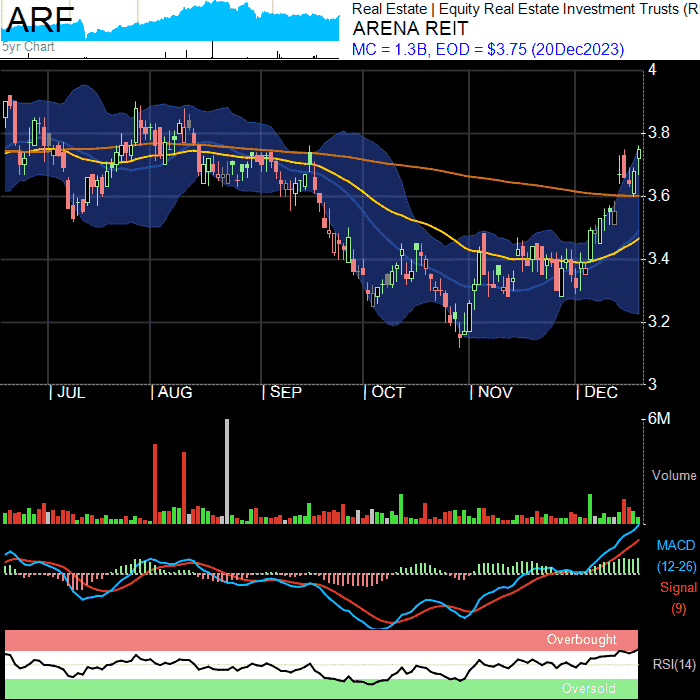 ARF
5yr Chart
Real Estate | Equity Real Estate Investment Trusts (R
ARENA REIT
MC = 1.3B, EOD = $3.75 (20Dec2023)
4
3.8
3.6
3.4
3.2
3
| JUL | AUG | SEP | OCT | NOV | DEC
6M
Volume
MACD
(12-26)
Signal
(9)
Overbought
RSI(14)
Oversold